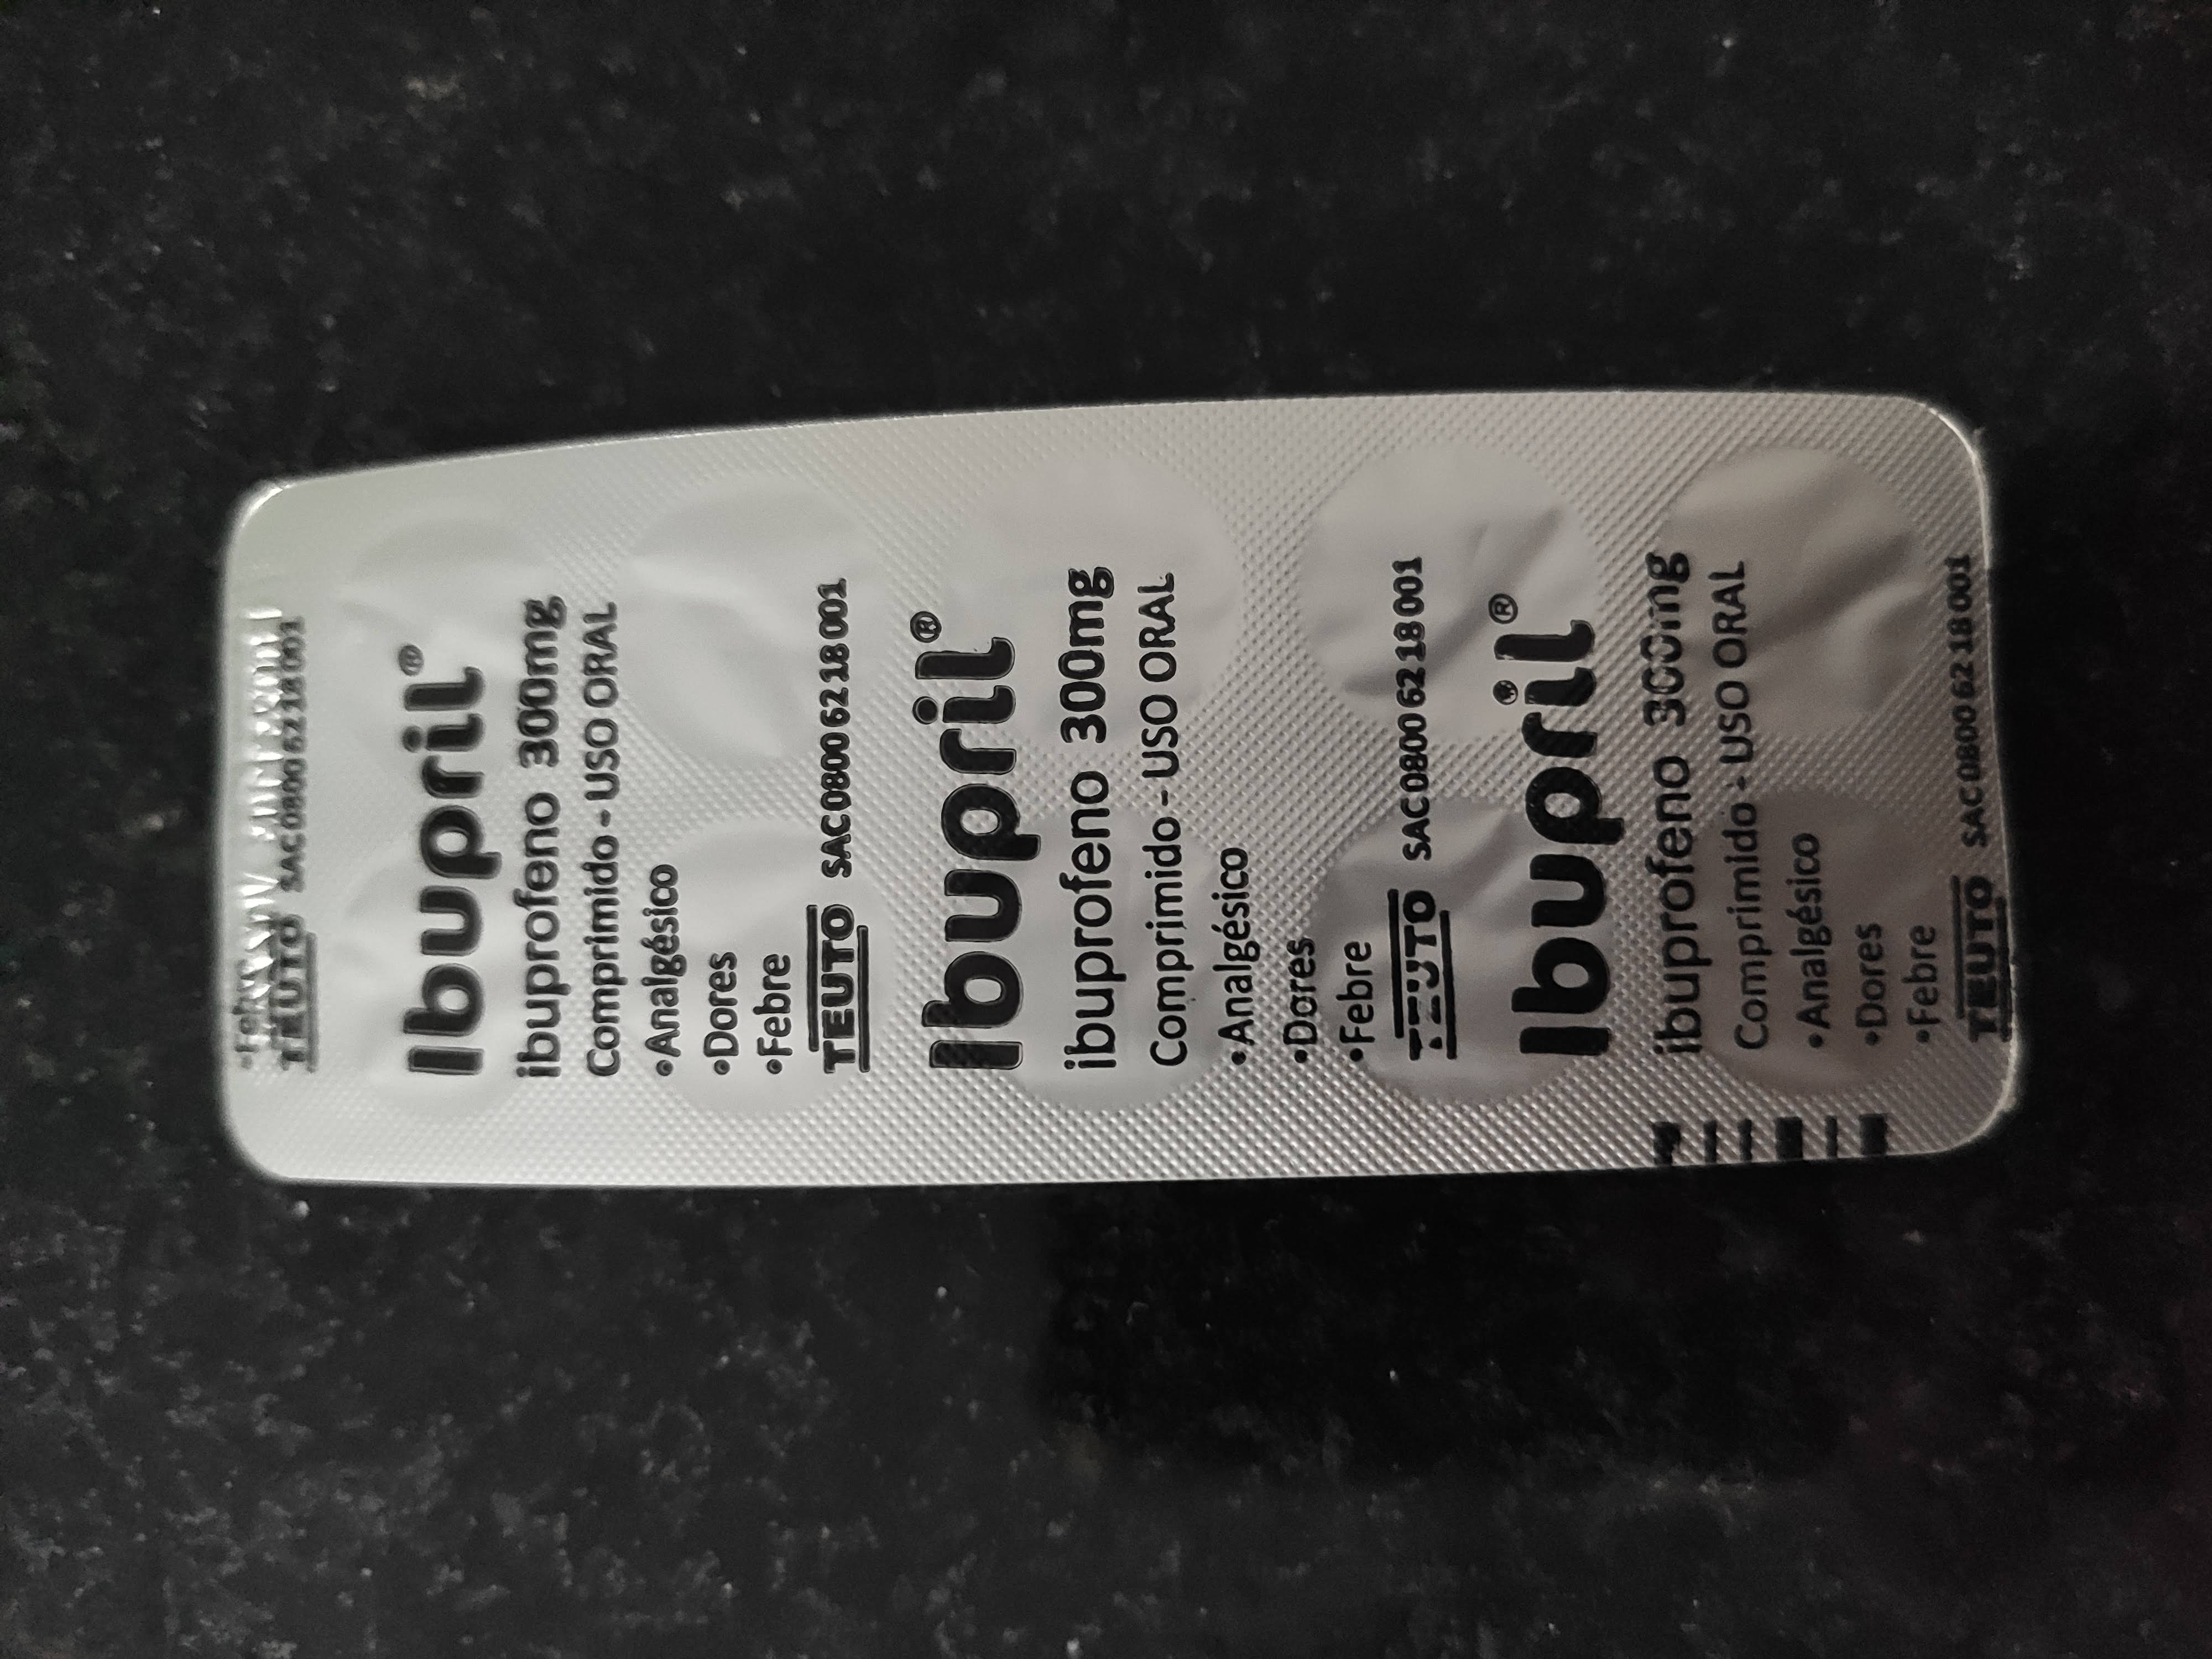 •Febre
TEUTO SAC 0800 62 18 001
Ibupril®
ibuprofeno 300mg
Comprimido - USO ORAL
•Analgésico
•Dores
•Febre
TEUTO SAC 0800 62 18 001
Ibupril®
ibuprofeno 300mg
Comprimido - USO ORAL
•Analgésico
•Dores
•Febre
TEUTO SAC 0800 62 18 001
Ibupril®
ibuprofeno 300mg
Comprimido - USO ORAL
•Analgésico
•Dores
•Febre
TEUTO SAC 0800 62 18 001